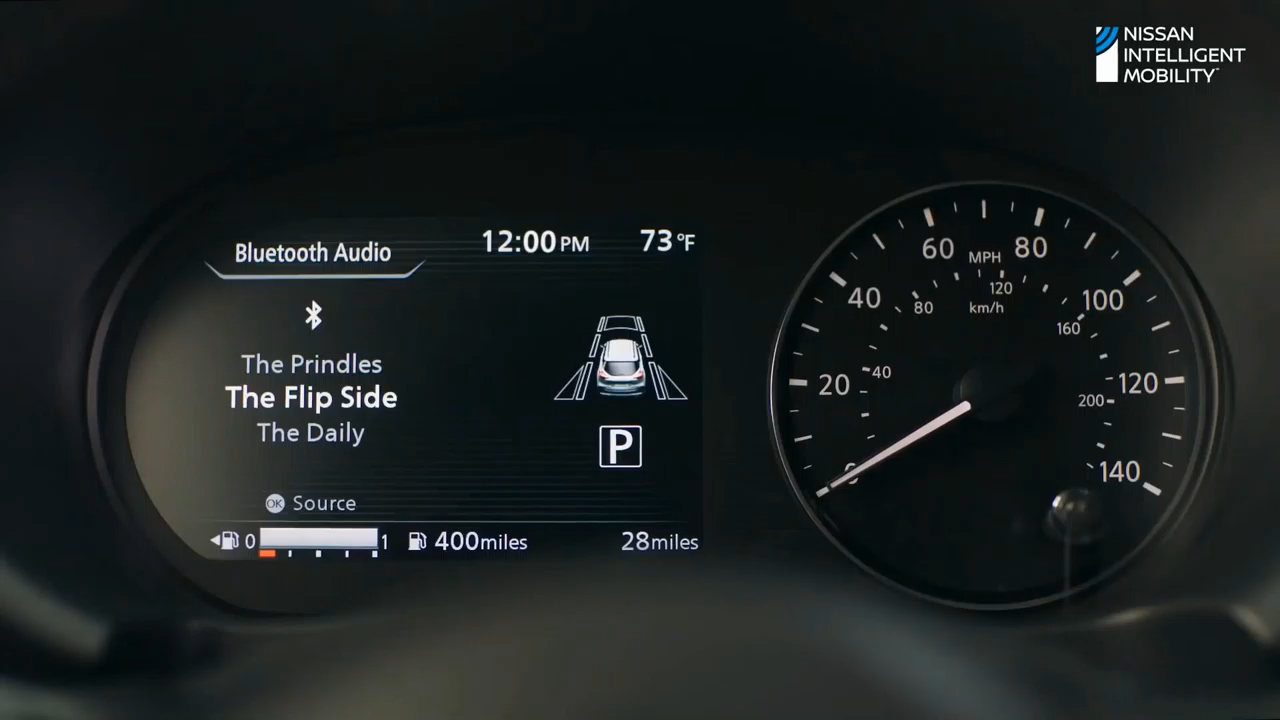 NISSAN
INTELLIGENT
MOBILITY
Bluetooth Audio
12:00 PM
73 °F
The Prindles
The Flip Side
The Daily
P
OK Source
0
1
400 miles
28 miles
0
20
40
60
80
100
120
140
MPH
40
80
120
160
200
km/h